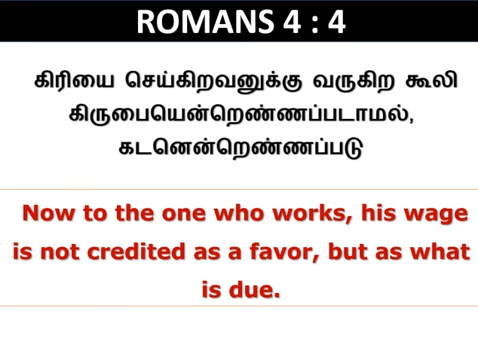 ROMANS 4 : 4
கிரியை செய்கிறவனுக்கு வருகிற கூலி
கிருபையென்றெண்ணப்படாமல்,
கடனென்றெண்ணப்படு
Now to the one who works, his wage
is not credited as a favor, but as what
is due.